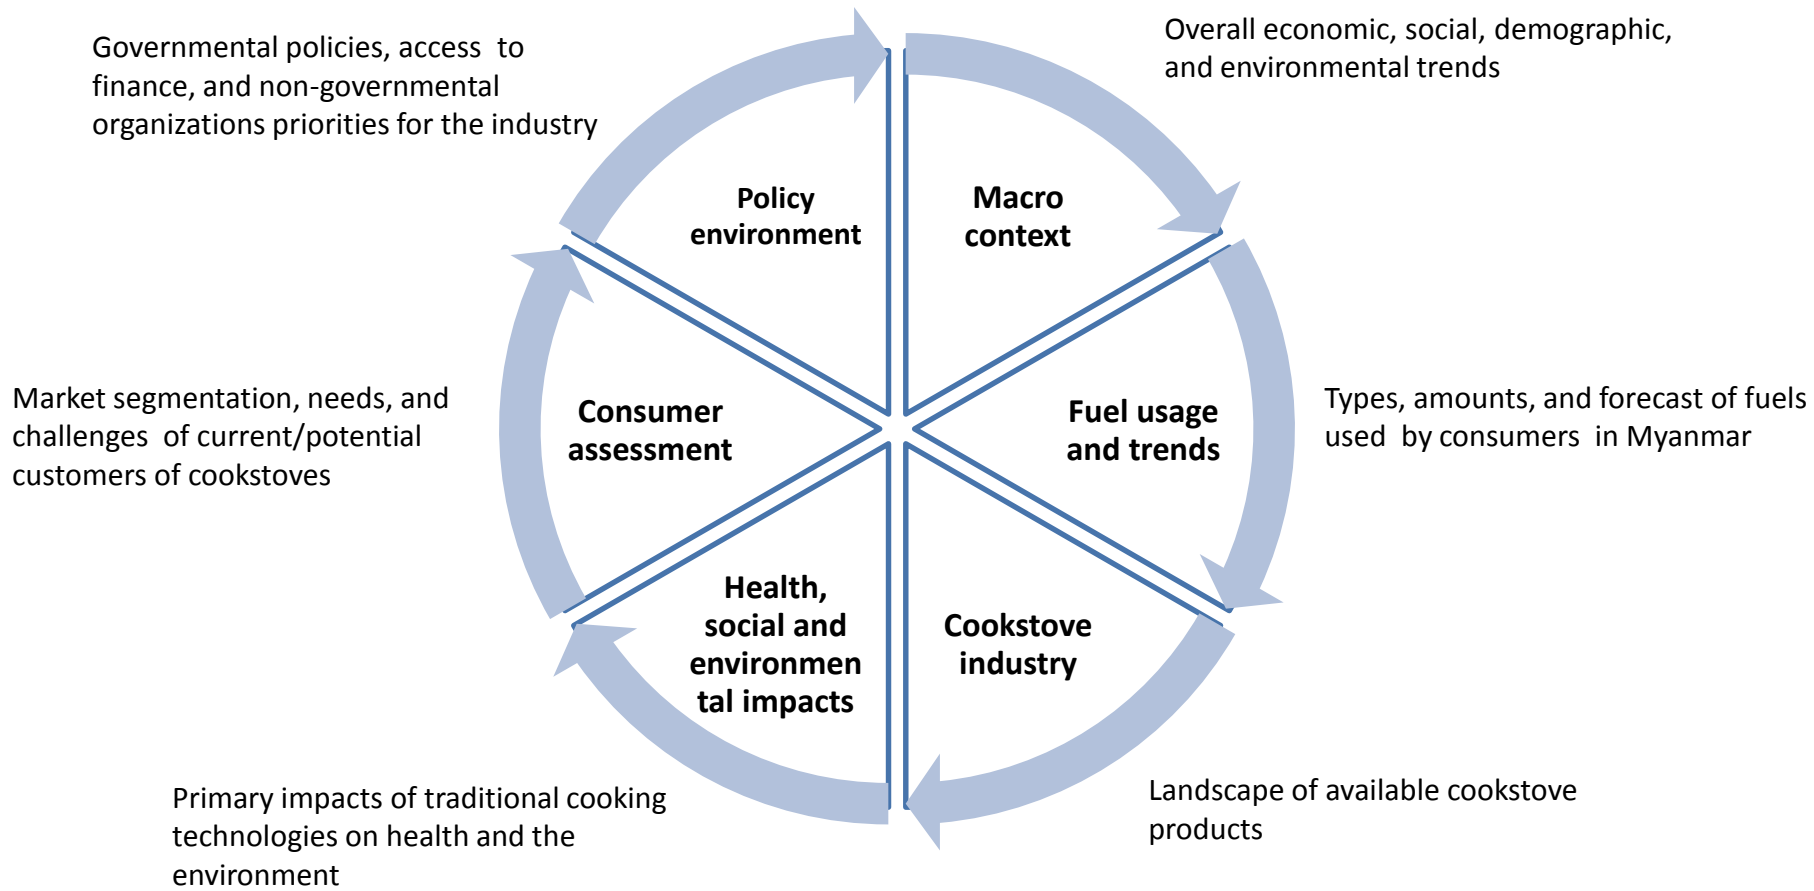 Governmental policies, access to
finance, and non-governmental
organizations priorities for the industry
Overall economic, social, demographic,
and environmental trends
Policy
environment
Macro
context
Market segmentation, needs, and
challenges of current/potential
customers of cookstoves
Consumer
assessment
Fuel usage
and trends
Types, amounts, and forecast of fuels
used by consumers in Myanmar
Health,
social and
environmen
tal impacts
Cookstove
industry
Primary impacts of traditional cooking
technologies on health and the
environment
Landscape of available cookstove
products